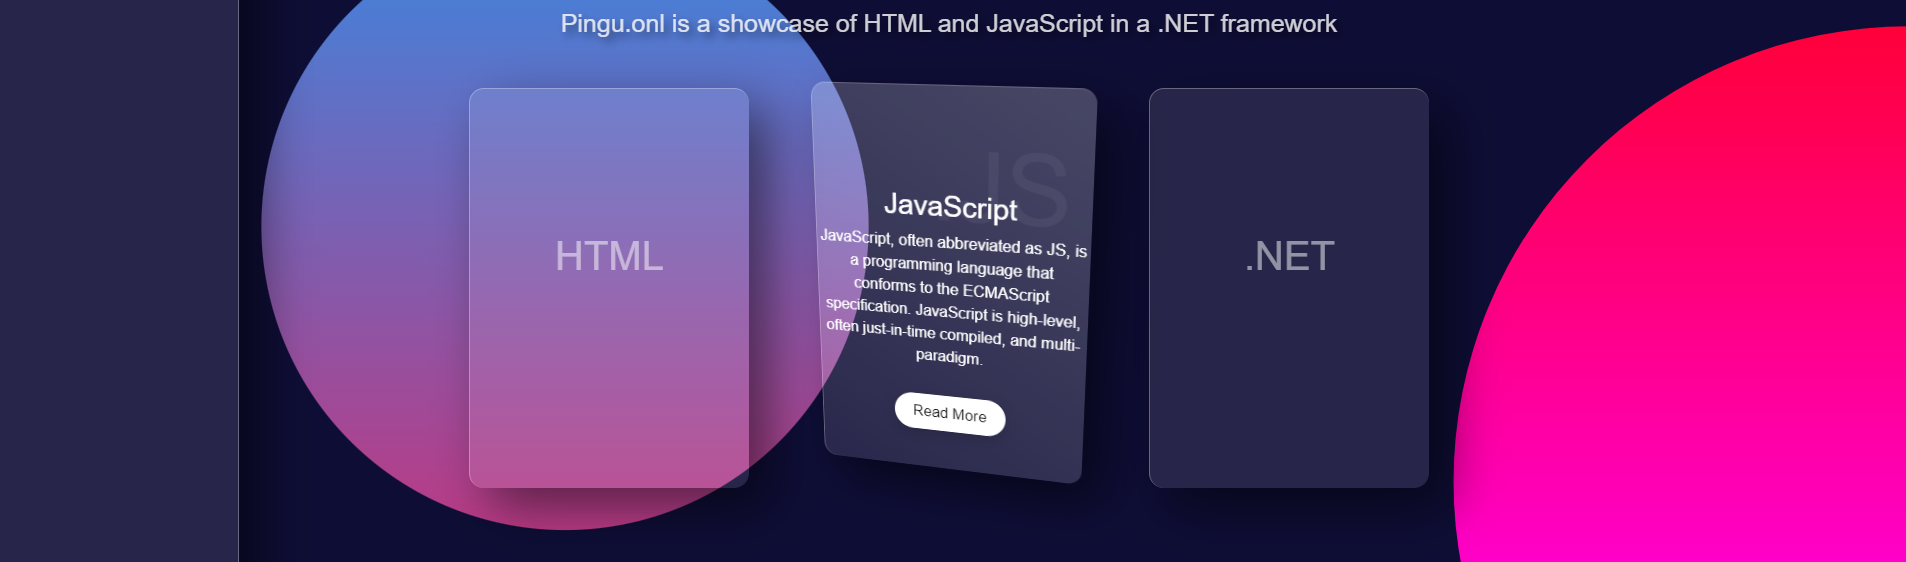 Pingu.onl is a showcase of HTML and JavaScript in a .NET framework
HTML
JS
JavaScript
JavaScript, often abbreviated as JS, is
a programming language that
conforms to the ECMAScript
specification. JavaScript is high-level,
often just-in-time compiled, and multi-
paradigm.
Read More
.NET